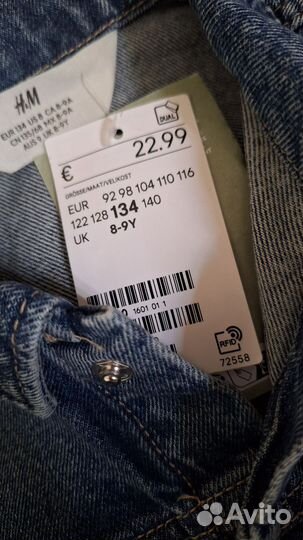 H&M
EUR 134 US 8 CA 8-9A
CN 135/68 MX 8-9A
AUS 9 UK 8-9Y
DUAL
€ 22.99
GRÖSSE/MAAT/VELIKOST
EUR 92 98 104 110 116
122 128 134 140
UK 8-9Y
1601 01 1
RFID
72558
Avito